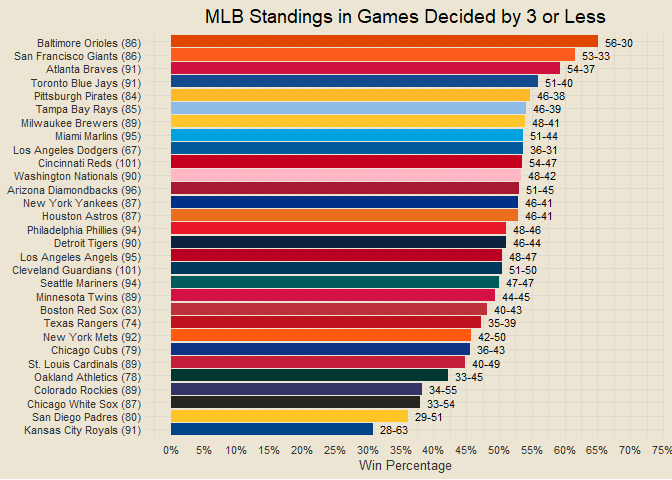 MLB Standings in Games Decided by 3 or Less
Baltimore Orioles (86) 56-30
San Francisco Giants (86) 53-33
Atlanta Braves (91) 54-37
Toronto Blue Jays (91) 51-40
Pittsburgh Pirates (84) 46-38
Tampa Bay Rays (85) 46-39
Milwaukee Brewers (89) 48-41
Miami Marlins (95) 51-44
Los Angeles Dodgers (67) 36-31
Cincinnati Reds (101) 54-47
Washington Nationals (90) 48-42
Arizona Diamondbacks (96) 51-45
New York Yankees (87) 46-41
Houston Astros (87) 46-41
Philadelphia Phillies (94) 48-46
Detroit Tigers (90) 46-44
Los Angeles Angels (95) 48-47
Cleveland Guardians (101) 51-50
Seattle Mariners (94) 47-47
Minnesota Twins (89) 44-45
Boston Red Sox (83) 40-43
Texas Rangers (74) 35-39
New York Mets (92) 42-50
Chicago Cubs (79) 36-43
St. Louis Cardinals (89) 40-49
Oakland Athletics (78) 33-45
Colorado Rockies (89) 34-55
Chicago White Sox (87) 33-54
San Diego Padres (80) 29-51
Kansas City Royals (91) 28-63
0% 5% 10% 15% 20% 25% 30% 35% 40% 45% 50% 55% 60% 65% 70% 75%
Win Percentage